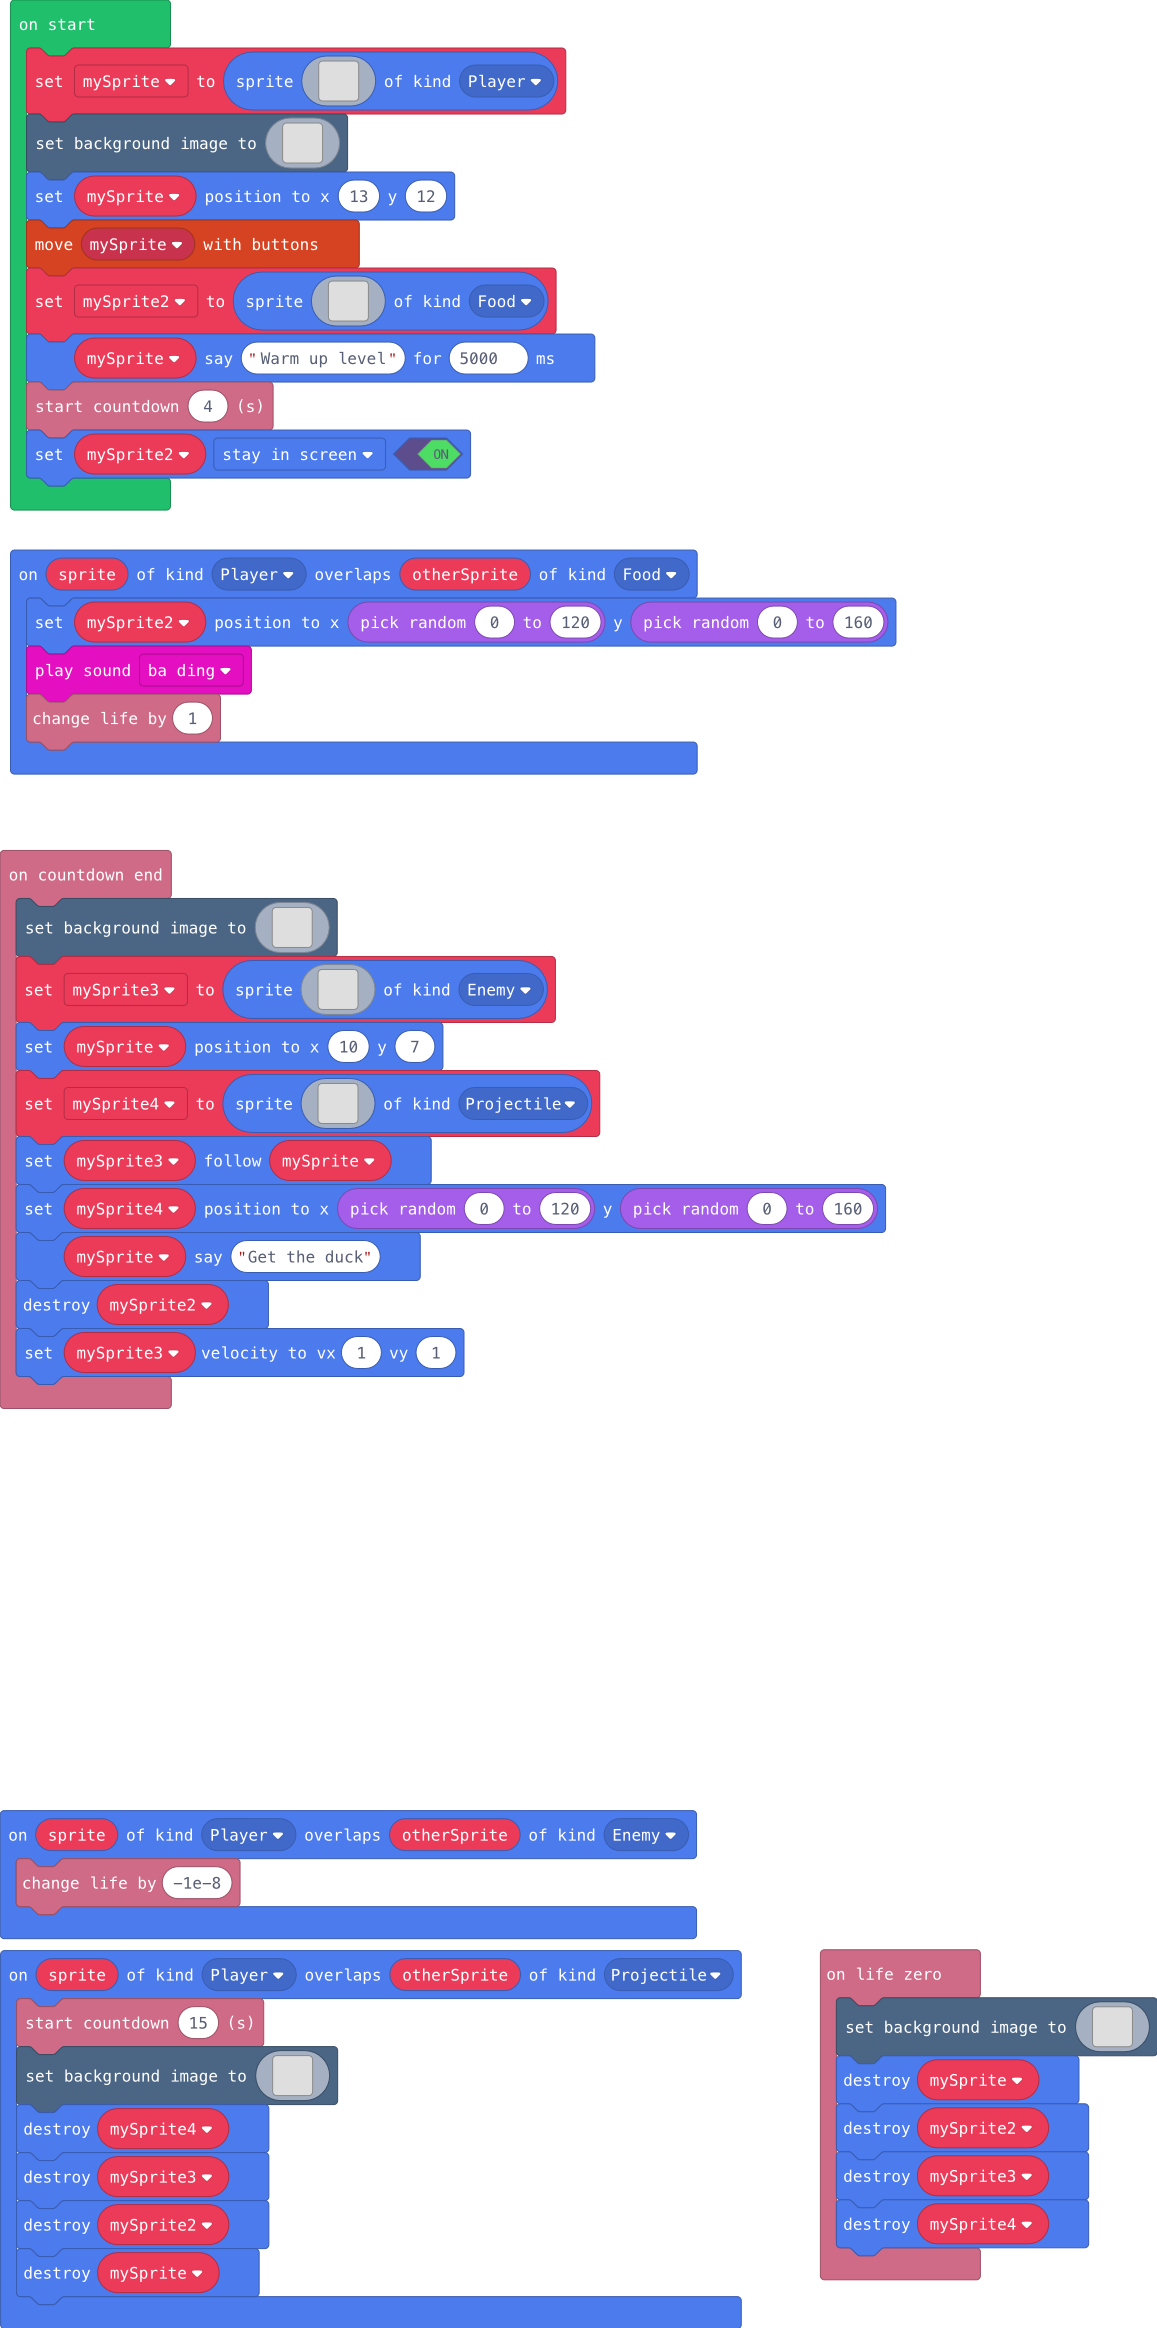 on start
set mySprite to sprite of kind Player
set background image to
set mySprite position to x 13 y 12
move mySprite with buttons
set mySprite2 to sprite of kind Food
mySprite say "Warm up level" for 5000 ms
start countdown 4 (s)
set mySprite2 stay in screen ON
on sprite of kind Player overlaps otherSprite of kind Food
set mySprite2 position to x pick random 0 to 120 y pick random 0 to 160
play sound ba ding
change life by 1
on countdown end
set background image to
set mySprite3 to sprite of kind Enemy
set mySprite position to x 10 y 7
set mySprite4 to sprite of kind Projectile
set mySprite3 follow mySprite
set mySprite4 position to x pick random 0 to 120 y pick random 0 to 160
mySprite say "Get the duck"
destroy mySprite2
set mySprite3 velocity to vx 1 vy 1
on sprite of kind Player overlaps otherSprite of kind Enemy
change life by -1e-8
on sprite of kind Player overlaps otherSprite of kind Projectile
start countdown 15 (s)
set background image to
destroy mySprite4
destroy mySprite3
destroy mySprite2
destroy mySprite
on life zero
set background image to
destroy mySprite
destroy mySprite2
destroy mySprite3
destroy mySprite4